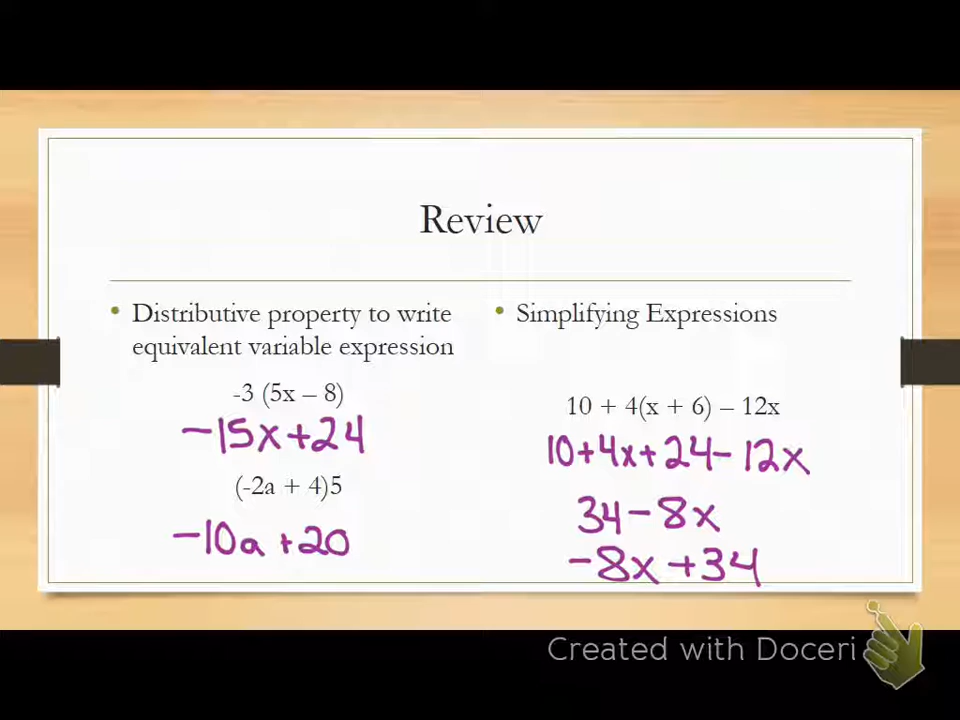 Review
• Distributive property to write
equivalent variable expression
-3 (5x – 8)
-15x+24
(-2a + 4)5
-10a +20
• Simplifying Expressions
10 + 4(x + 6) – 12x
10+4x+24-12x
34-8x
-8x+34
Created with Doceri